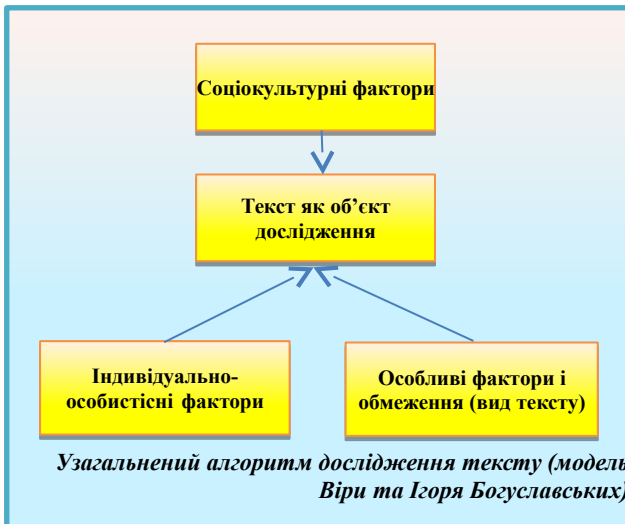 Соціокультурні фактори
Текст як об’єкт
дослідження
Індивідуально-
особистісні фактори
Особливі фактори і
обмеження (вид тексту)
Узагальнений алгоритм дослідження тексту (модель
Віри та Ігоря Богуславських)